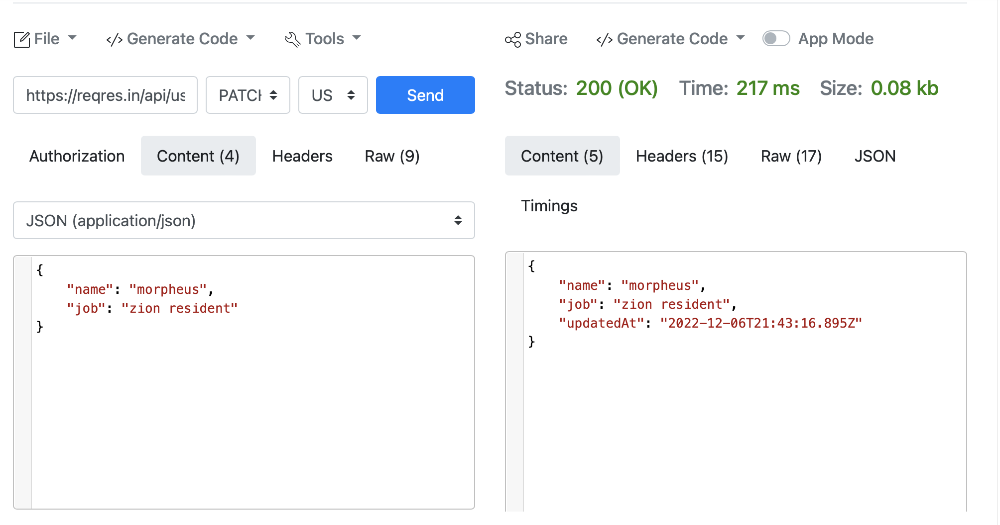 File
</> Generate Code
Tools
Share
</> Generate Code
App Mode
https://reqres.in/api/us
PATCH
US
Send
Status: 200 (OK) Time: 217 ms Size: 0.08 kb
Authorization
Content (4)
Headers
Raw (9)
Content (5)
Headers (15)
Raw (17)
JSON
Timings
JSON (application/json)
{
"name": "morpheus",
"job": "zion resident"
}
{
"name": "morpheus",
"job": "zion resident",
"updatedAt": "2022-12-06T21:43:16.895Z"
}